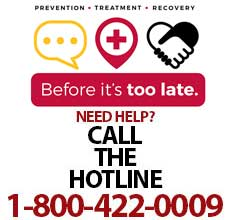 PREVENTION • TREATMENT • RECOVERY
Before it's too late.
NEED HELP?
CALL
THE
HOTLINE
1-800-422-0009